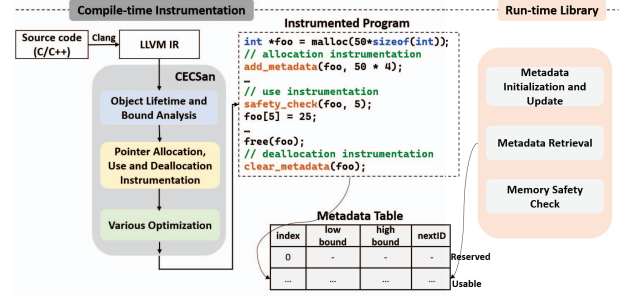 Compile-time Instrumentation
Run-time Library
Source code
(C/C++)
Clang
LLVM IR
CECSan
Object Lifetime and
Bound Analysis
Pointer Allocation,
Use and Deallocation
Instrumentation
Various Optimization
Instrumented Program
int *foo = malloc(50*sizeof(int));
// allocation instrumentation
add_metadata(foo, 50 * 4);
…
// use instrumentation
safety_check(foo, 5);
foo[5] = 25;
…
free(foo);
// deallocation instrumentation
clear_metadata(foo);
Metadata Table
index low bound high bound nextID
0 - - - Reserved
... ... ... ... Usable
Metadata
Initialization and
Update
Metadata Retrieval
Memory Safety
Check